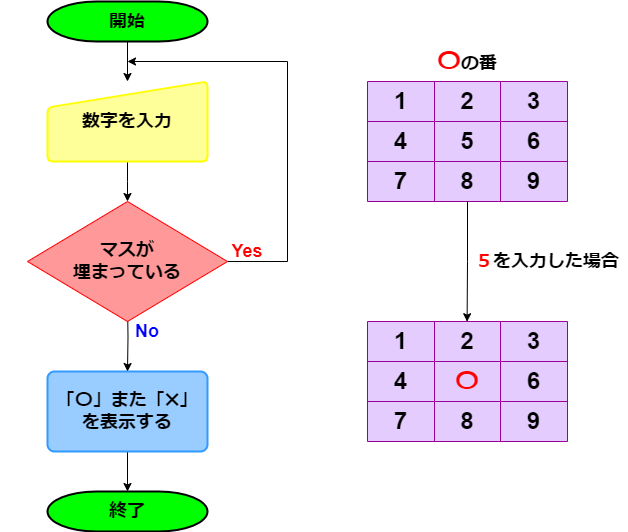 開始
数字を入力
マスが
埋まっている
Yes
No
「〇」また「×」
を表示する
終了
〇の番
1 2 3
4 5 6
7 8 9
5を入力した場合
1 2 3
4 〇 6
7 8 9